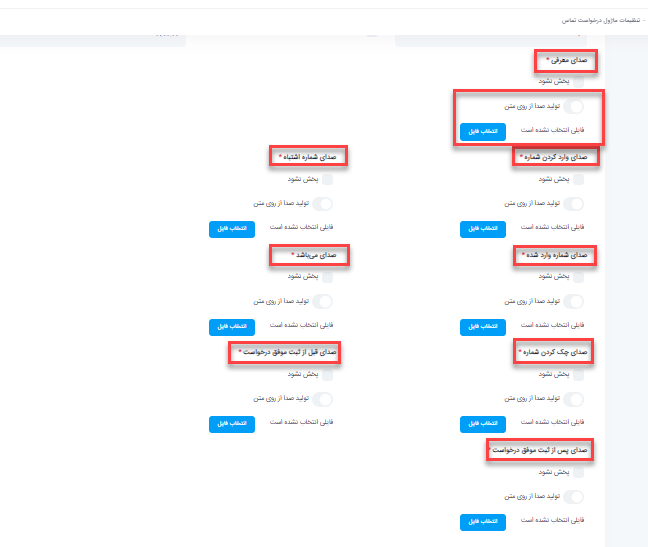 - تنظیمات ماژول درخواست تماس
صدای معرفی *
پخش نشود
تولید صدا از روی متن
فایلی انتخاب نشده است
انتخاب فایل
صدای وارد کردن شماره *
صدای شماره اشتباه *
پخش نشود
پخش نشود
تولید صدا از روی متن
تولید صدا از روی متن
فایلی انتخاب نشده است
انتخاب فایل
فایلی انتخاب نشده است
انتخاب فایل
صدای شماره وارد شده *
صدای می‌باشد *
پخش نشود
پخش نشود
تولید صدا از روی متن
تولید صدا از روی متن
فایلی انتخاب نشده است
انتخاب فایل
فایلی انتخاب نشده است
انتخاب فایل
صدای چک کردن شماره *
صدای قبل از ثبت موفق درخواست *
پخش نشود
پخش نشود
تولید صدا از روی متن
تولید صدا از روی متن
فایلی انتخاب نشده است
انتخاب فایل
فایلی انتخاب نشده است
انتخاب فایل
صدای پس از ثبت موفق درخواست *
پخش نشود
تولید صدا از روی متن
فایلی انتخاب نشده است
انتخاب فایل